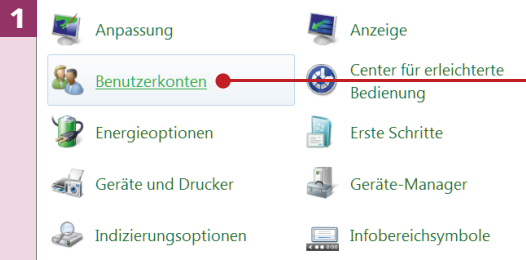 1
Anpassung
Anzeige
Benutzerkonten
Center für erleichterte
Bedienung
Energieoptionen
Erste Schritte
Geräte und Drucker
Geräte-Manager
Indizierungsoptionen
Infobereichsymbole